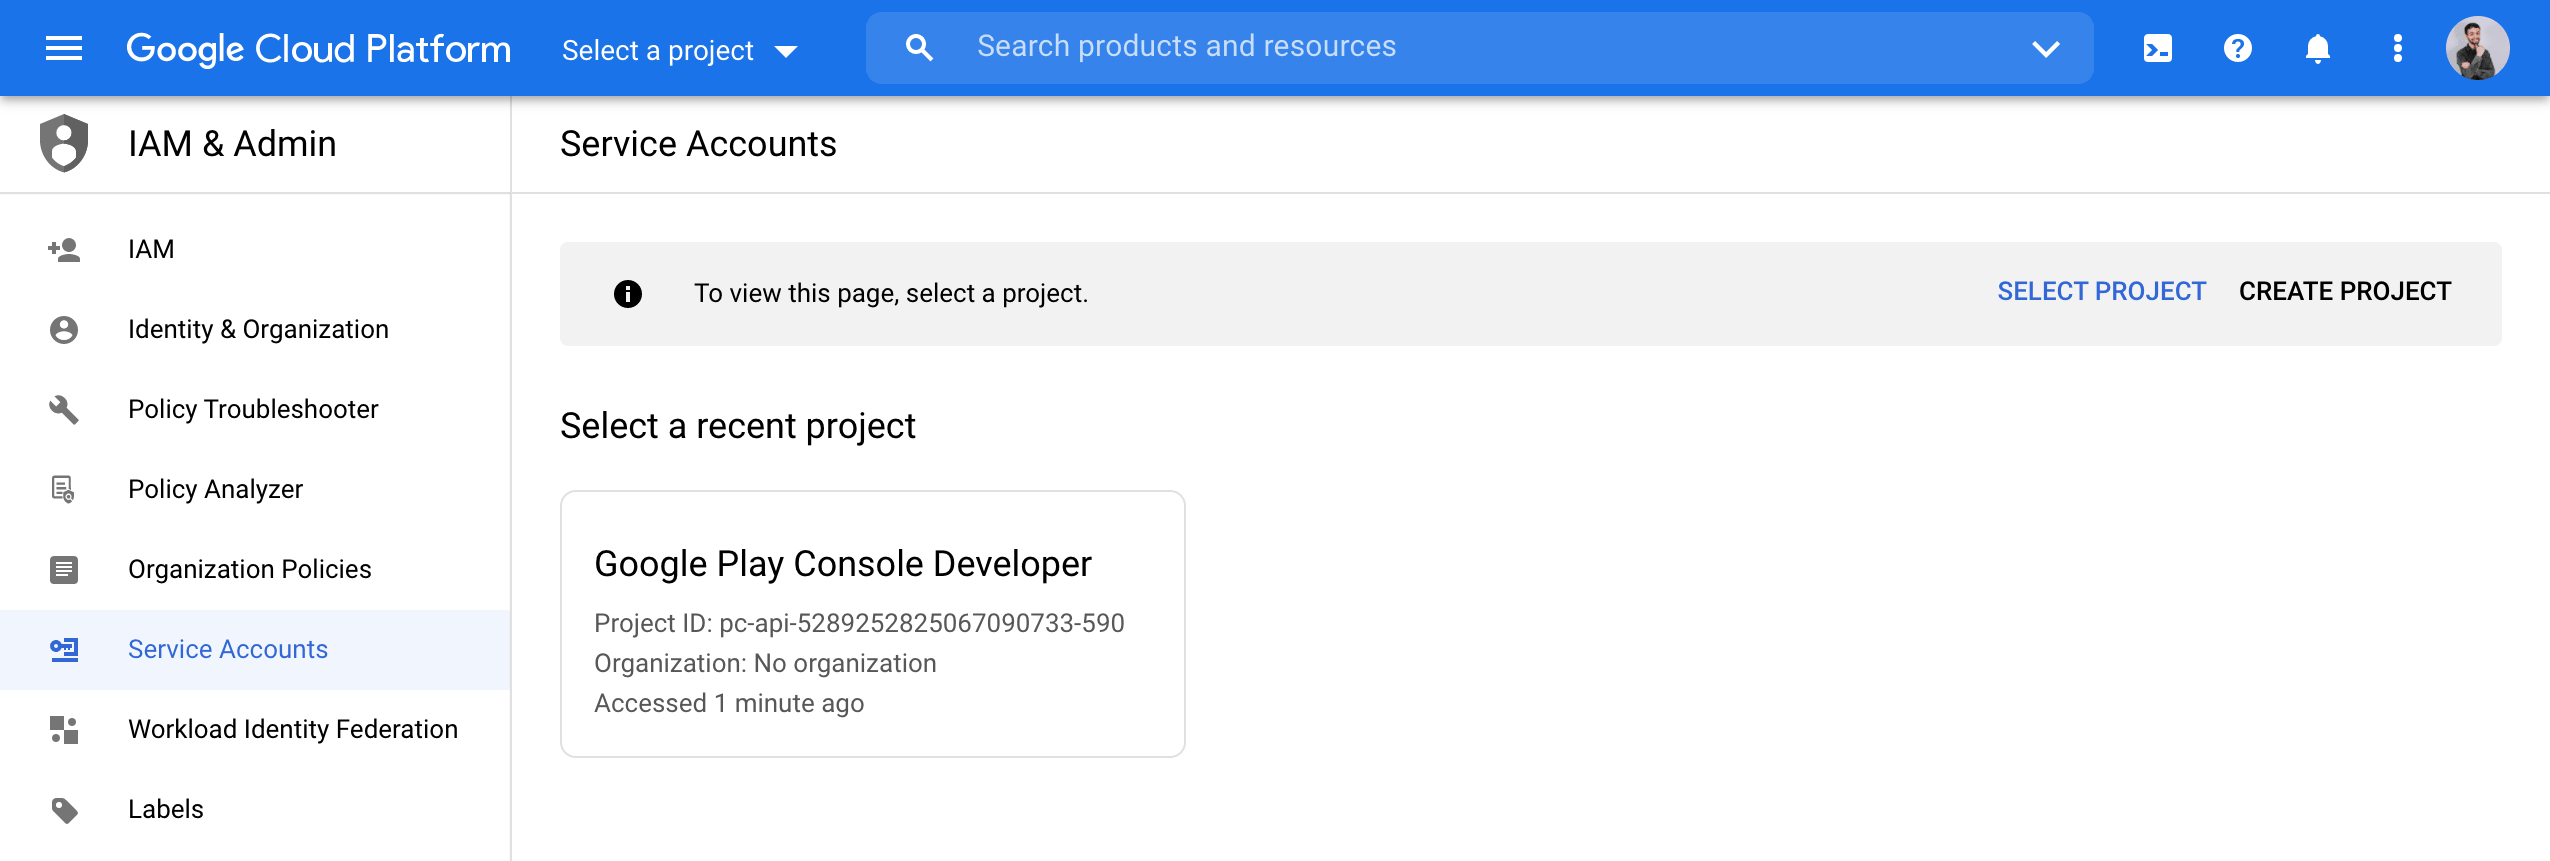 Google Cloud Platform
Select a project
Search products and resources
IAM & Admin
Service Accounts
IAM
Identity & Organization
Policy Troubleshooter
Policy Analyzer
Organization Policies
Service Accounts
Workload Identity Federation
Labels
To view this page, select a project.
SELECT PROJECT
CREATE PROJECT
Select a recent project
Google Play Console Developer
Project ID: pc-api-5289252825067090733-590
Organization: No organization
Accessed 1 minute ago